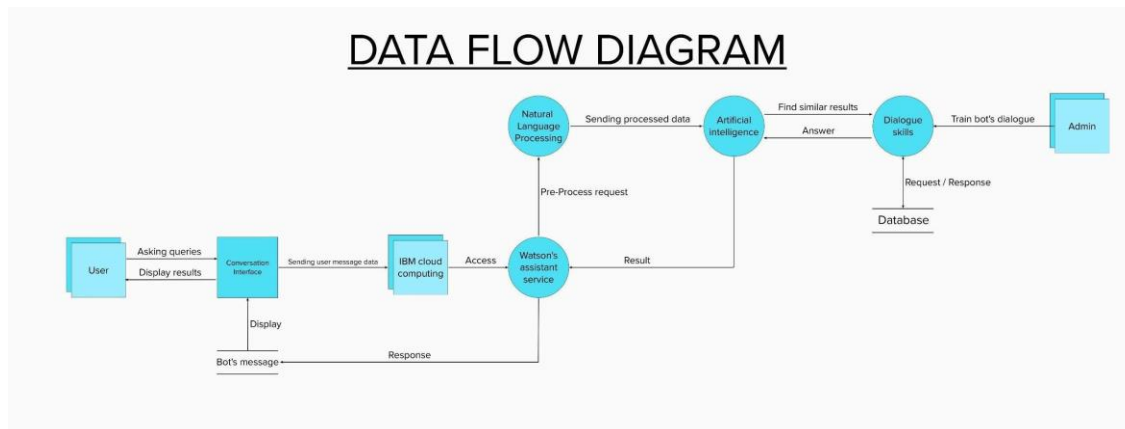 DATA FLOW DIAGRAM
Natural
Language
Processing
Sending processed data
Artificial
intelligence
Find similar results
Answer
Dialogue
skills
Train bot's dialogue
Admin
Pre-Process request
Request / Response
Database
User
Asking queries
Display results
Conversation
Interface
Sending user message data
IBM cloud
computing
Access
Watson's
assistant
service
Result
Display
Bot's message
Response